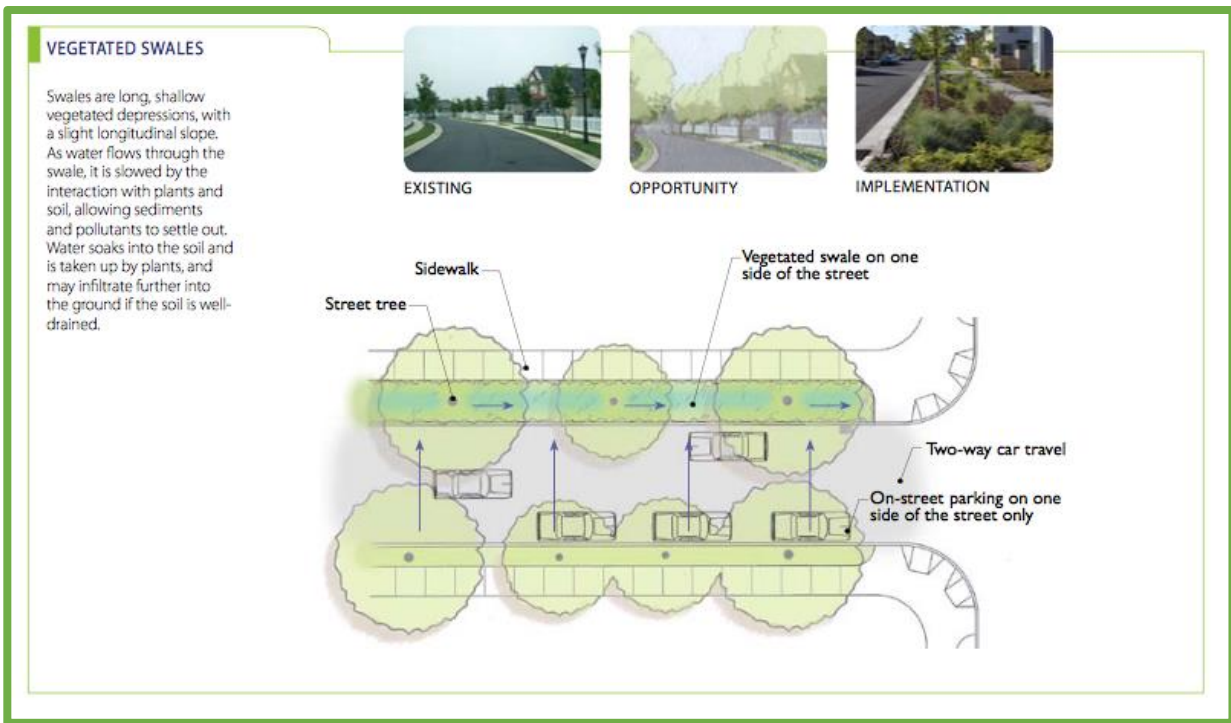 VEGETATED SWALES
Swales are long, shallow
vegetated depressions, with
a slight longitudinal slope.
As water flows through the
swale, it is slowed by the
interaction with plants and
soil, allowing sediments
and pollutants to settle out.
Water soaks into the soil and
is taken up by plants, and
may infiltrate further into
the ground if the soil is well-
drained.
EXISTING
OPPORTUNITY
IMPLEMENTATION
Sidewalk
Vegetated swale on one
side of the street
Street tree
Two-way car travel
On-street parking on one
side of the street only